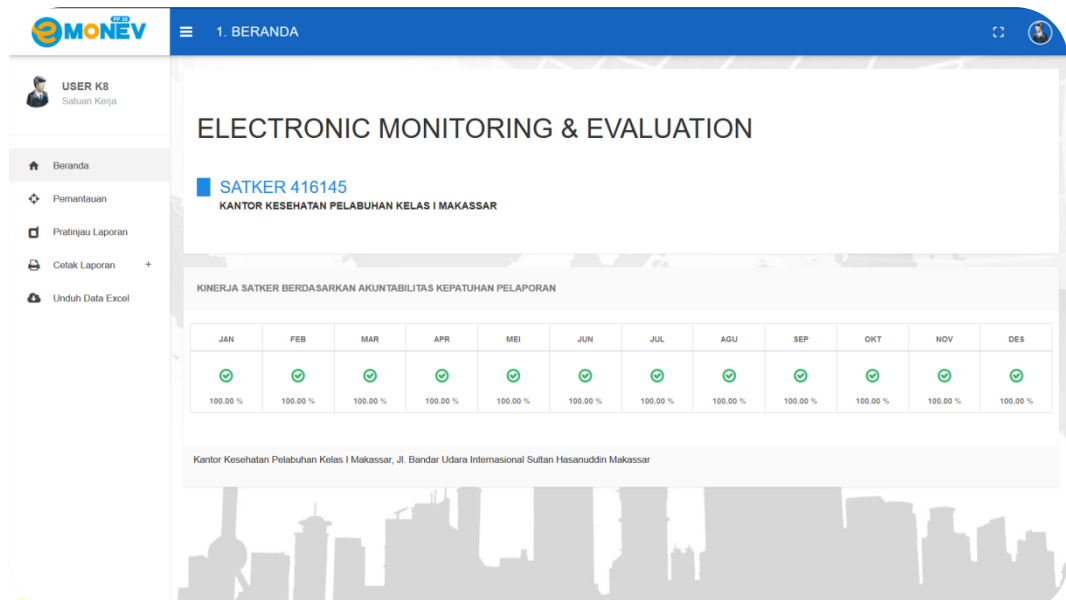 PP 39
eMONEV
1. BERANDA
USER K8
Satuan Kerja
Beranda
Pemantauan
Pratinjau Laporan
Cetak Laporan +
Unduh Data Excel
ELECTRONIC MONITORING & EVALUATION
SATKER 416145
KANTOR KESEHATAN PELABUHAN KELAS I MAKASSAR
KINERJA SATKER BERDASARKAN AKUNTABILITAS KEPATUHAN PELAPORAN
JAN FEB MAR APR MEI JUN JUL AGU SEP OKT NOV DES
100.00 % 100.00 % 100.00 % 100.00 % 100.00 % 100.00 % 100.00 % 100.00 % 100.00 % 100.00 % 100.00 % 100.00 %
Kantor Kesehatan Pelabuhan Kelas I Makassar, Jl. Bandar Udara Internasional Sultan Hasanuddin Makassar